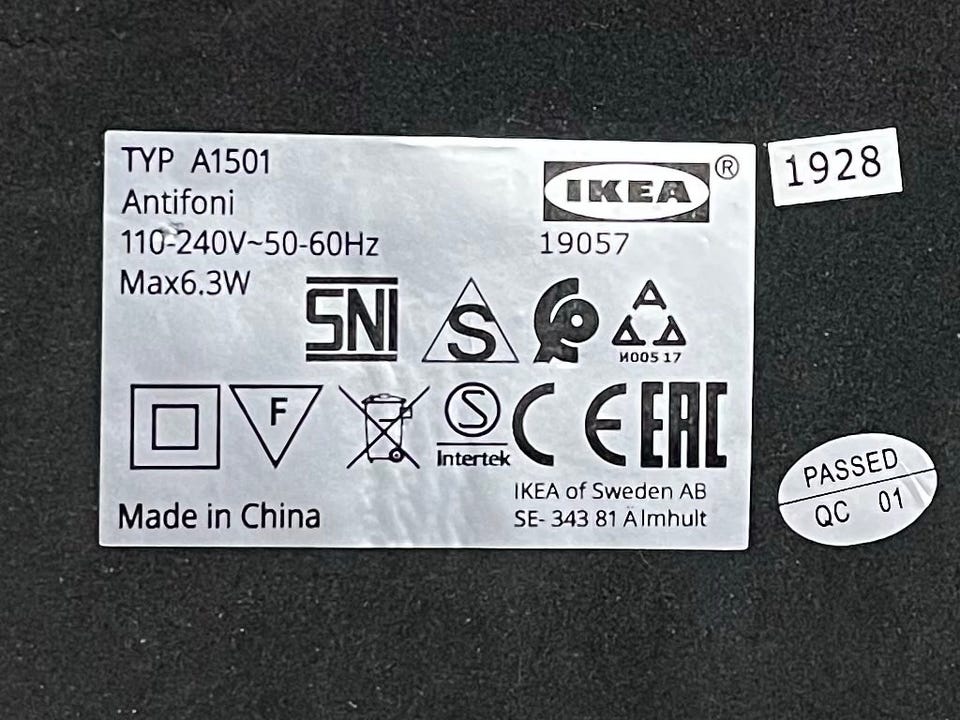 TYP A1501
Antifoni
110-240V~50-60Hz
Max6.3W
IKEA®
19057
1928
SNI
S
И005 17
F
S
Intertek
CE
EAC
Made in China
IKEA of Sweden AB
SE- 343 81 Älmhult
PASSED
QC 01